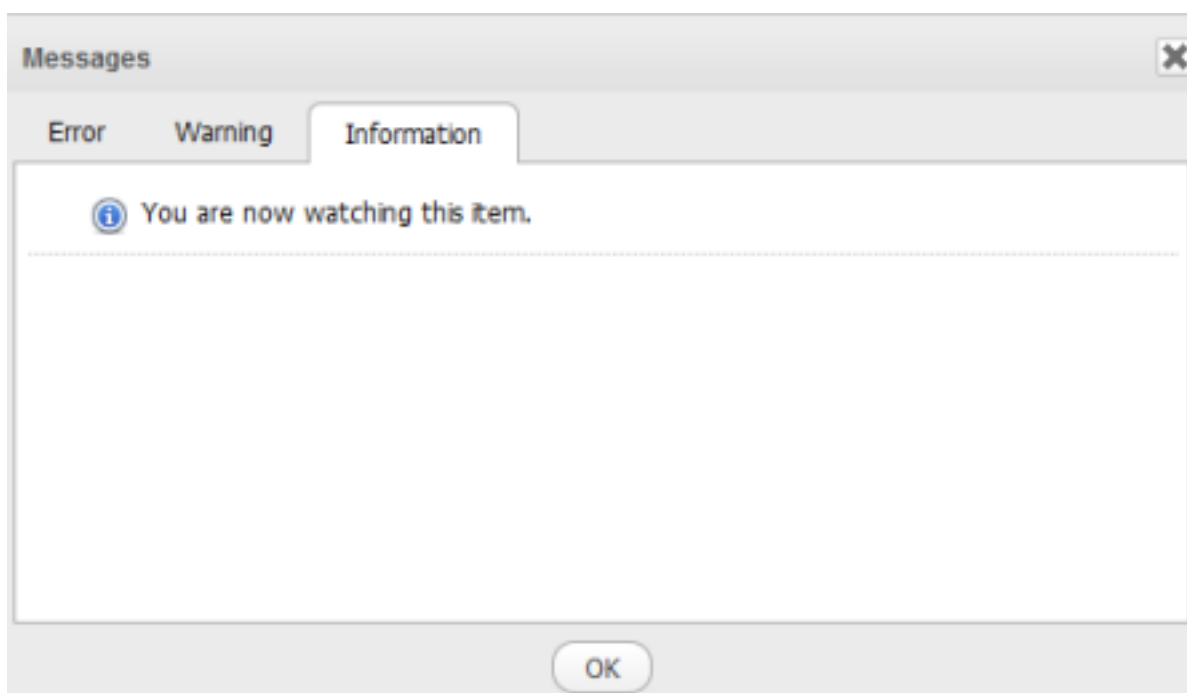 Messages
Error Warning Information
You are now watching this item.
OK